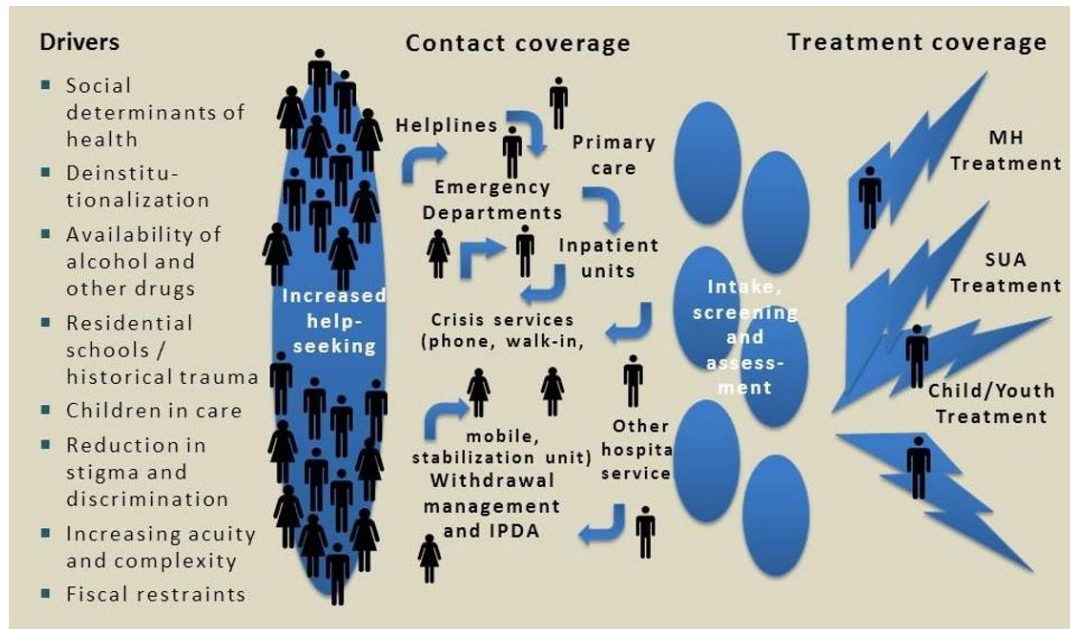 Drivers
Social
determinants of
health
Deinstitu-
tionalization
Availability of
alcohol and
other drugs
Residential
schools /
historical trauma
Children in care
Reduction in
stigma and
discrimination
Increasing acuity
and complexity
Fiscal restraints
Increased
help-
seeking
Contact coverage
Helplines
Primary
care
Emergency
Departments
Inpatient
units
Crisis services
(phone, walk-in,
mobile,
stabilization unit)
Other
hospita
service
Withdrawal
management
and IPDA
Intake,
screening
and
assess-
ment
Treatment coverage
MH
Treatment
SUA
Treatment
Child/Youth
Treatment